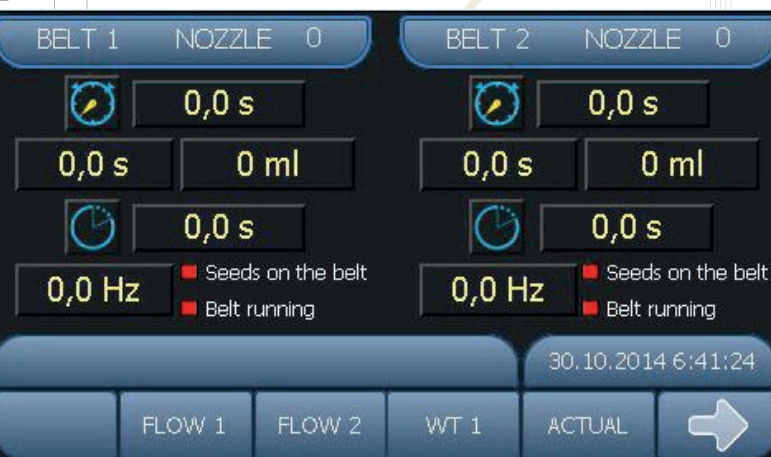 BELT 1 NOZZLE 0
0,0 s
0,0 s 0 ml
0,0 s
0,0 Hz
Seeds on the belt
Belt running
BELT 2 NOZZLE 0
0,0 s
0,0 s 0 ml
0,0 s
0,0 Hz
Seeds on the belt
Belt running
30.10.2014 6:41:24
FLOW 1 FLOW 2 WT 1 ACTUAL